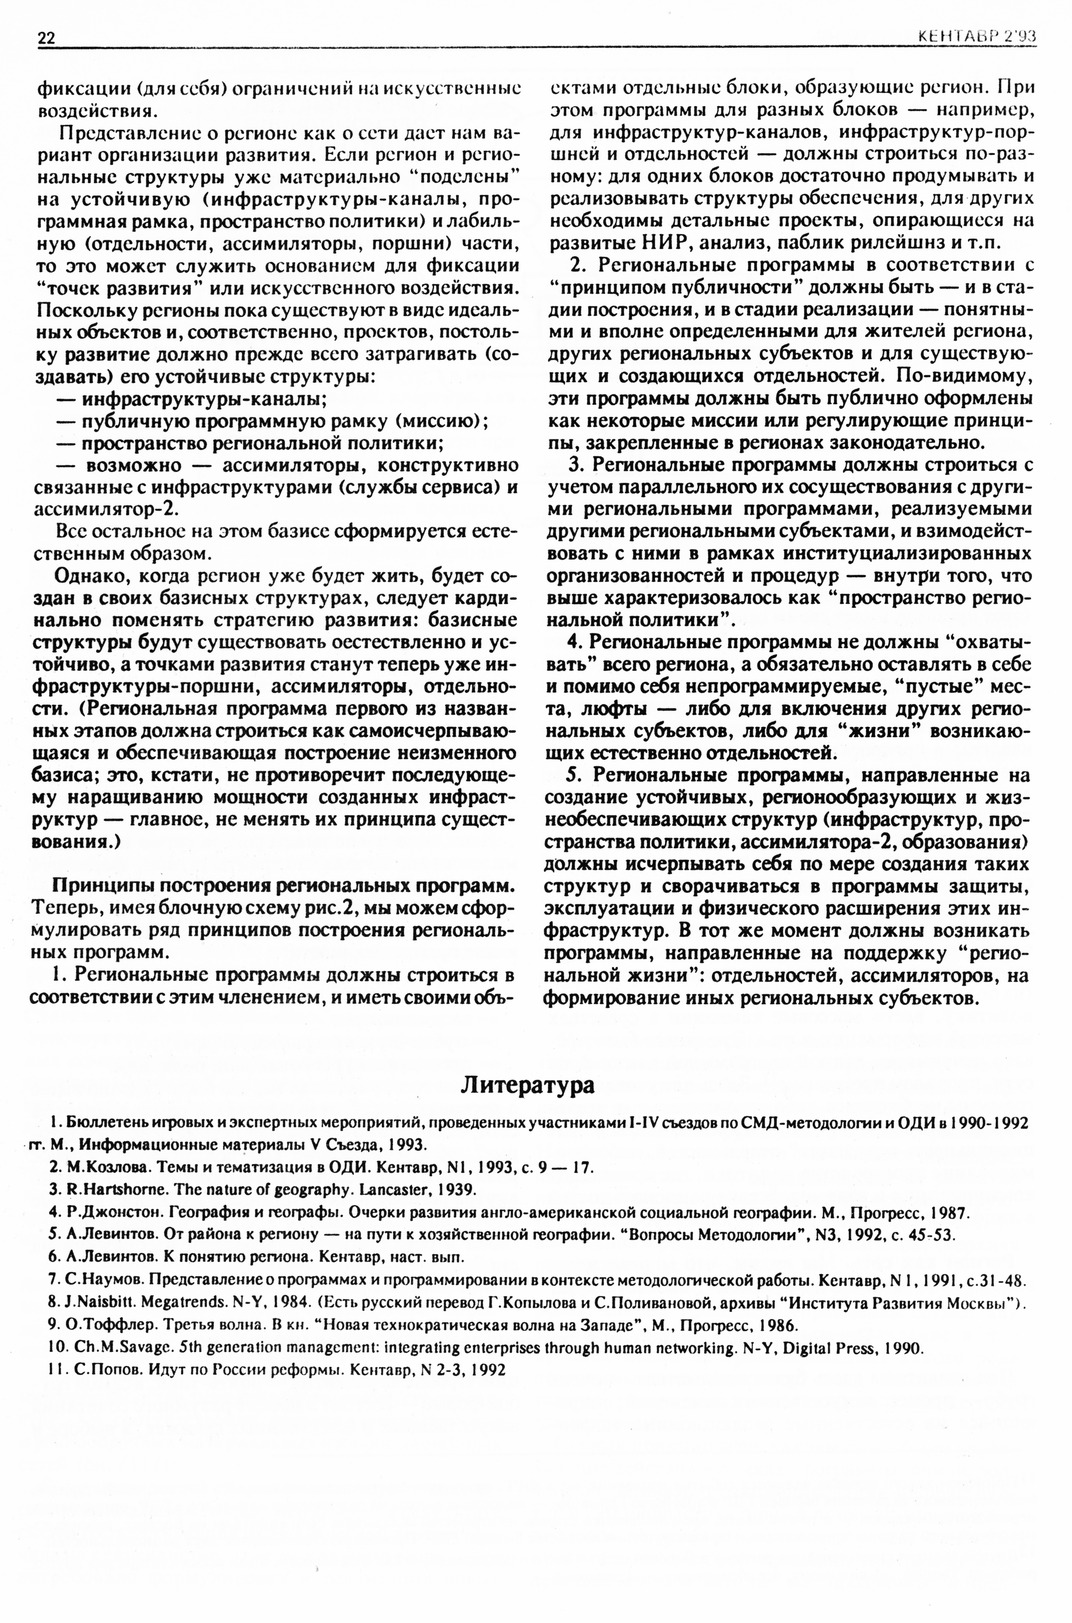 22
КЕНТАВР 2'93
фиксации (для себя) ограничений на искусственные
воздействия.
Представление о регионе как о сети дает нам ва-
риант организации развития. Если регион и регио-
нальные структуры уже материально “поделены”
на устойчивую (инфраструктуры-каналы, про-
граммная рамка, пространство политики) и лабиль-
ную (отдельности, ассимиляторы, поршни) части,
то это может служить основанием для фиксации
“точек развития” или искусственного воздействия.
Поскольку регионы пока существуют в виде идеаль-
ных объектов и, соответственно, проектов, постоль-
ку развитие должно прежде всего затрагивать (со-
здавать) его устойчивые структуры:
— инфраструктуры-каналы;
— публичную программную рамку (миссию);
— пространство региональной политики;
— возможно — ассимиляторы, конструктивно
связанные с инфраструктурами (службы сервиса) и
ассимилятор-2.
Все остальное на этом базисе сформируется есте-
ственным образом.
Однако, когда регион уже будет жить, будет со-
здан в своих базисных структурах, следует карди-
нально поменять стратегию развития: базисные
структуры будут существовать оестествленно и ус-
тойчиво, а точками развития станут теперь уже ин-
фраструктуры-поршни, ассимиляторы, отдельно-
сти. (Региональная программа первого из назван-
ных этапов должна строиться как самоисчерпываю-
щаяся и обеспечивающая построение неизменного
базиса; это, кстати, не противоречит последующе-
му наращиванию мощности созданных инфраст-
руктур — главное, не менять их принципа сущест-
вования.)
Принципы построения региональных программ.
Теперь, имея блочную схему рис.2, мы можем сфор-
мулировать ряд принципов построения региональ-
ных программ.
1. Региональные программы должны строиться в
соответствии с этим членением, и иметь своими объ-
ектами отдельные блоки, образующие регион. При
этом программы для разных блоков — например,
для инфраструктур-каналов, инфраструктур-пор-
шней и отдельностей — должны строиться по-раз-
ному: для одних блоков достаточно продумывать и
реализовывать структуры обеспечения, для других
необходимы детальные проекты, опирающиеся на
развитые НИР, анализ, паблик рилейшнз и т.п.
2. Региональные программы в соответствии с
“принципом публичности” должны быть — и в ста-
дии построения, и в стадии реализации — понятны-
ми и вполне определенными для жителей региона,
других региональных субъектов и для существую-
щих и создающихся отдельностей. По-видимому,
эти программы должны быть публично оформлены
как некоторые миссии или регулирующие принци-
пы, закрепленные в регионах законодательно.
3. Региональные программы должны строиться с
учетом параллельного их сосуществования с други-
ми региональными программами, реализуемыми
другими региональными субъектами, и взаимодейст-
вовать с ними в рамках институциализированных
организованностей и процедур — внутри того, что
выше характеризовалось как “пространство регио-
нальной политики”.
4. Региональные программы не должны “охваты-
вать” всего региона, а обязательно оставлять в себе
и помимо себя непрограммируемые, “пустые” мес-
та, люфты — либо для включения других регио-
нальных субъектов, либо для “жизни” возникаю-
щих естественно отдельностей.
5. Региональные программы, направленные на
создание устойчивых, регионообразующих и жиз-
необеспечивающих структур (инфраструктур, про-
странства политики, ассимилятора-2, образования)
должны исчерпывать себя по мере создания таких
структур и сворачиваться в программы защиты,
эксплуатации и физического расширения этих ин-
фраструктур. В тот же момент должны возникать
программы, направленные на поддержку “регио-
нальной жизни”: отдельностей, ассимиляторов, на
формирование иных региональных субъектов.
Литература
1. Бюллетень игровых и экспертных мероприятий, проведенных участниками I-IV съездов по СМД-методологии и ОДИ в 1990-1992
гг. М., Информационные материалы V Съезда, 1993.
2. М.Козлова. Темы и тематизация в ОДИ. Кентавр, N1, 1993, с. 9 — 17.
3. R.Hartshorne. The nature of geography. Lancaster, 1939.
4. Р.Джонстон. География и географы. Очерки развития англо-американской социальной географии. М., Прогресс, 1987.
5. А.Левинтов. От района к региону — на пути к хозяйственной географии. “Вопросы Методологии”, N3, 1992, с. 45-53.
6. А.Левинтов. К понятию региона. Кентавр, наст. вып.
7. С.Наумов. Представление о программах и программировании в контексте методологической работы. Кентавр, N 1, 1991, с.31-48.
8. J.Naisbitt. Megatrends. N-Y, 1984. (Есть русский перевод Г.Копылова и С.Поливановой, архивы “Института Развития Москвы”).
9. О.Тоффлер. Третья волна. В кн. “Новая технократическая волна на Западе”, М., Прогресс, 1986.
10. Ch.M.Savage. 5th generation management: integrating enterprises through human networking. N-Y, Digital Press, 1990.
11. С.Попов. Идут по России реформы. Кентавр, N 2-3, 1992